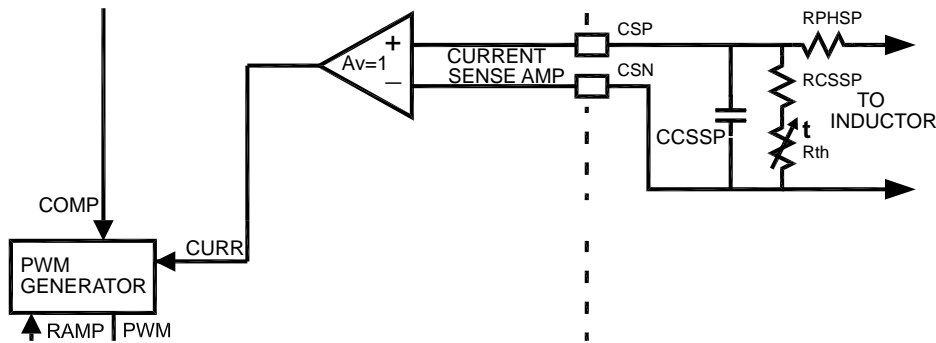 CSP
RPHSP
+
Av=1
CURRENT
SENSE AMP
−
CSN
RCSSP
TO
INDUCTOR
CCSSP
t
Rth
COMP
CURR
PWM
GENERATOR
RAMP
PWM